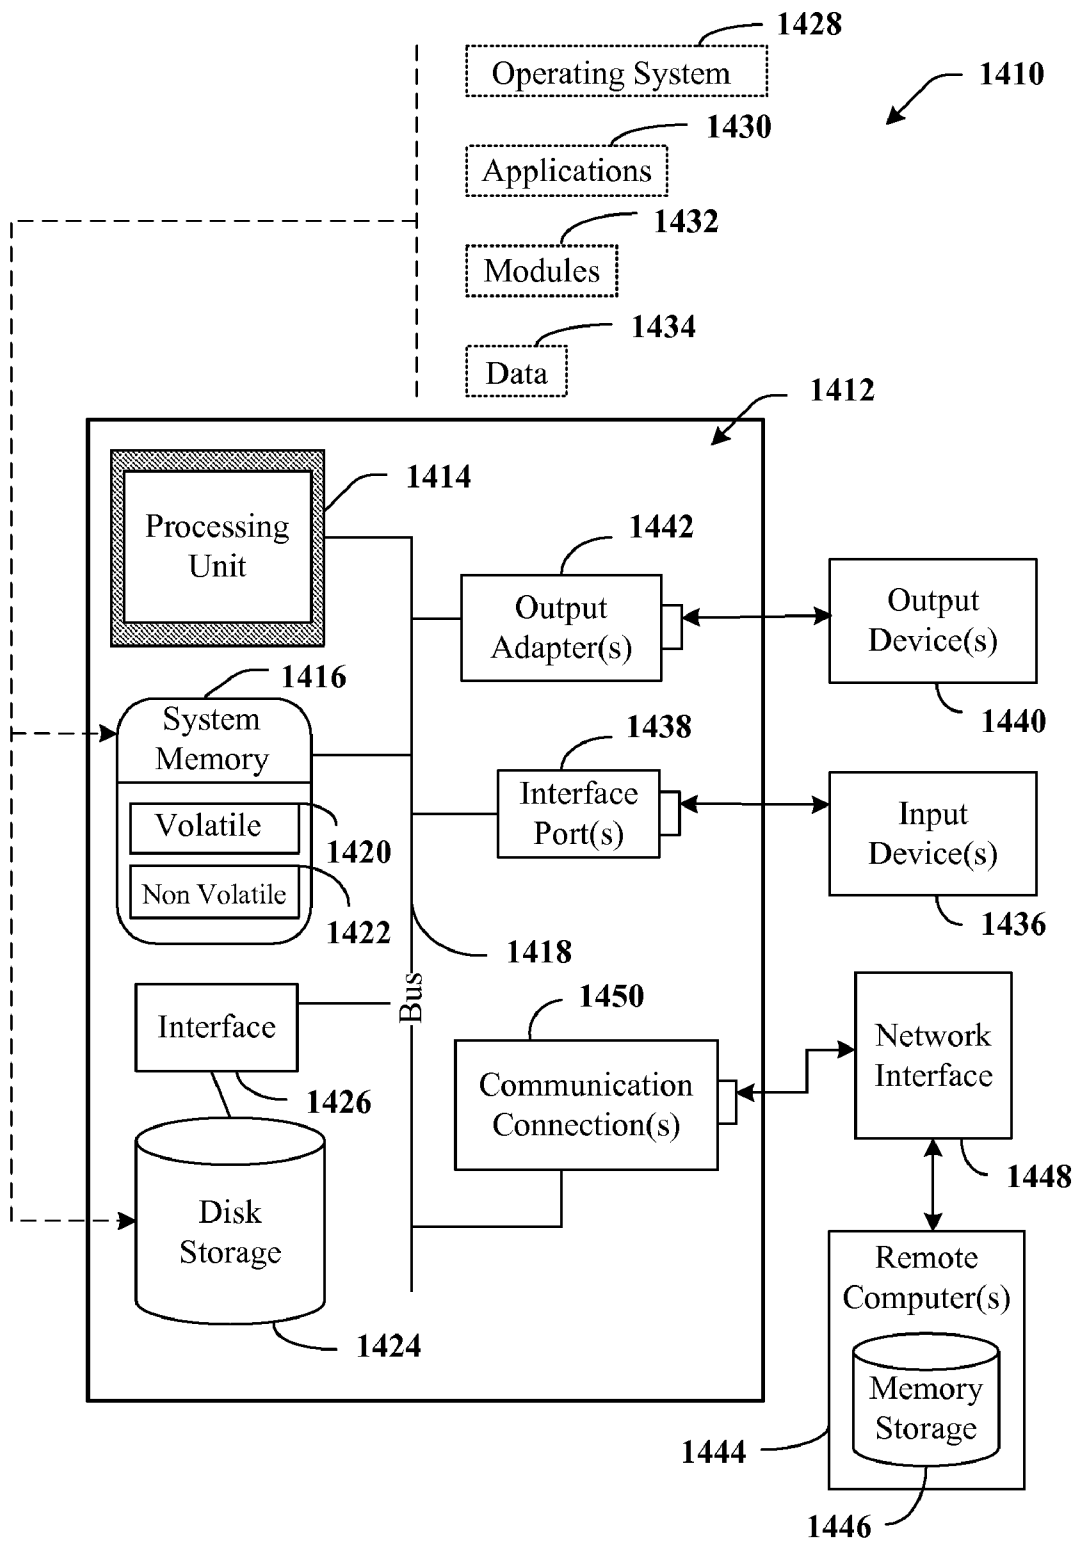 1428
Operating System
1410
1430
Applications
1432
Modules
1434
Data
1412
1414
Processing
Unit
1442
Output
Adapter(s)
Output
Device(s)
1440
1416
System
Memory
1438
Interface
Port(s)
Input
Device(s)
1436
Volatile
1420
Non Volatile
1422
1418
Bus
1450
Interface
1426
Communication
Connection(s)
Network
Interface
1448
Disk
Storage
1424
Remote
Computer(s)
Memory
Storage
1444
1446